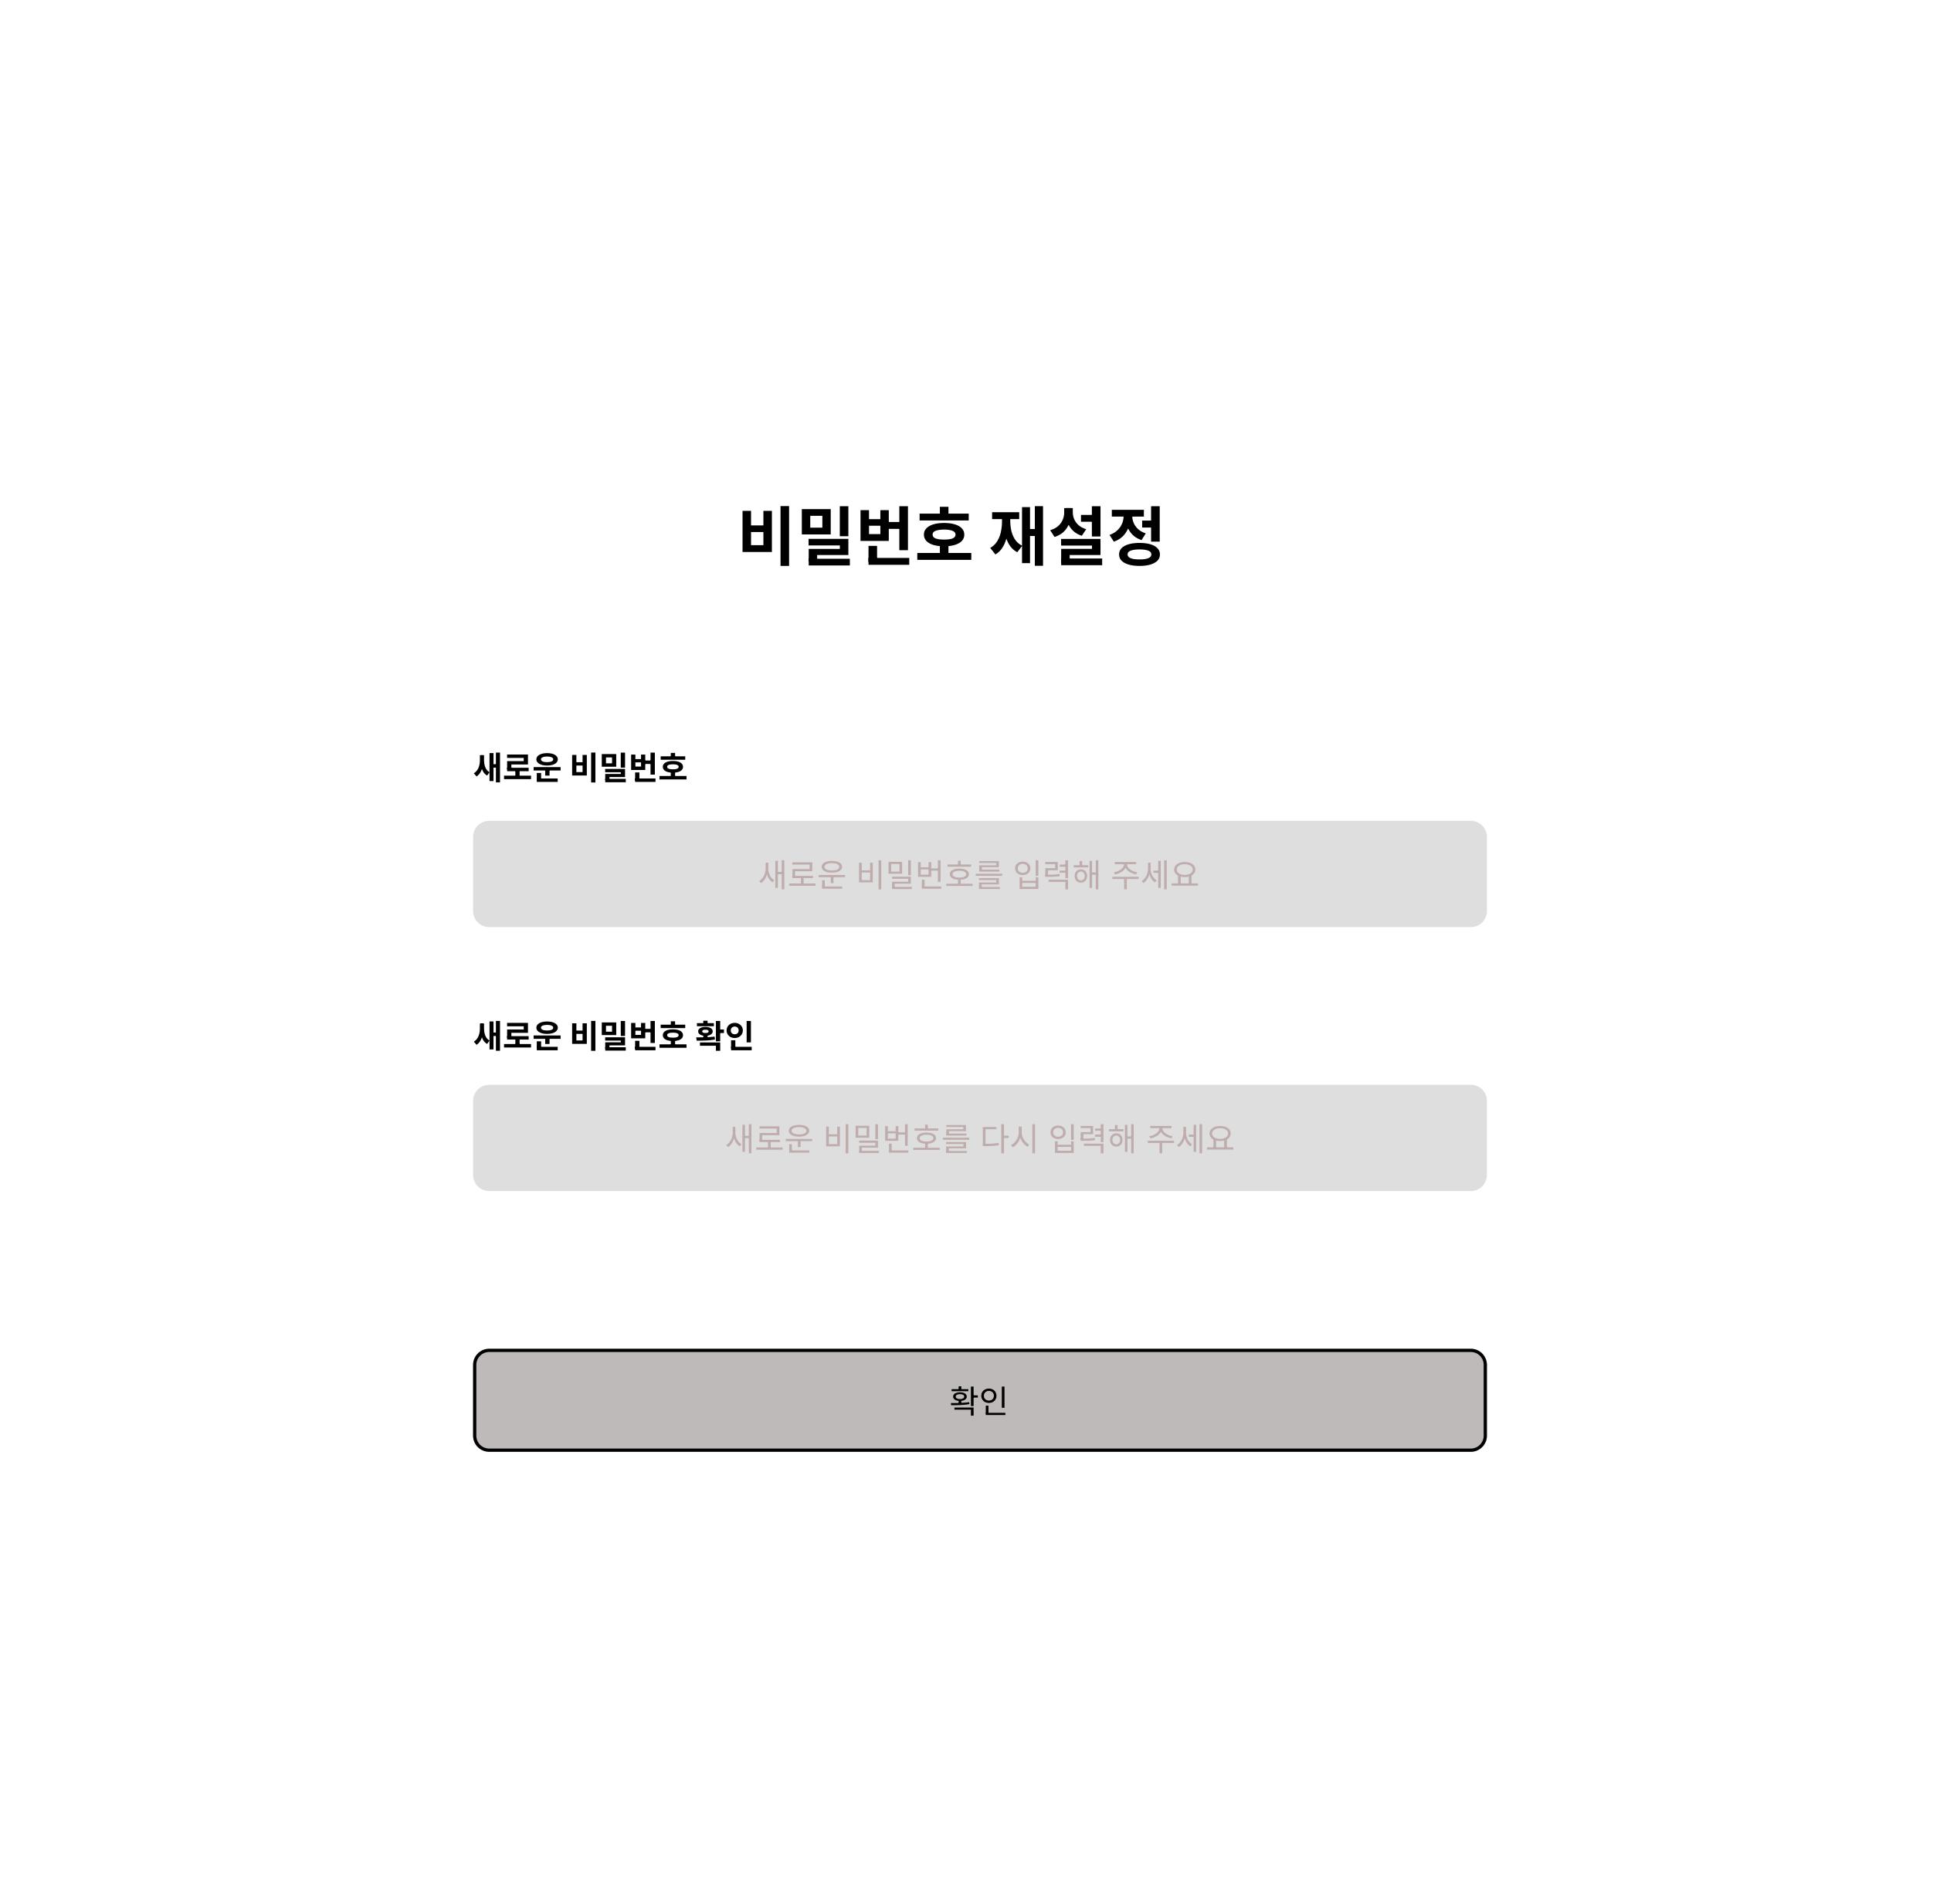 비밀번호 재설정
새로운 비밀번호
새로운 비밀번호를 입력해 주세요
새로운 비밀번호 확인
새로운 비밀번호를 다시 입력해 주세요
확인